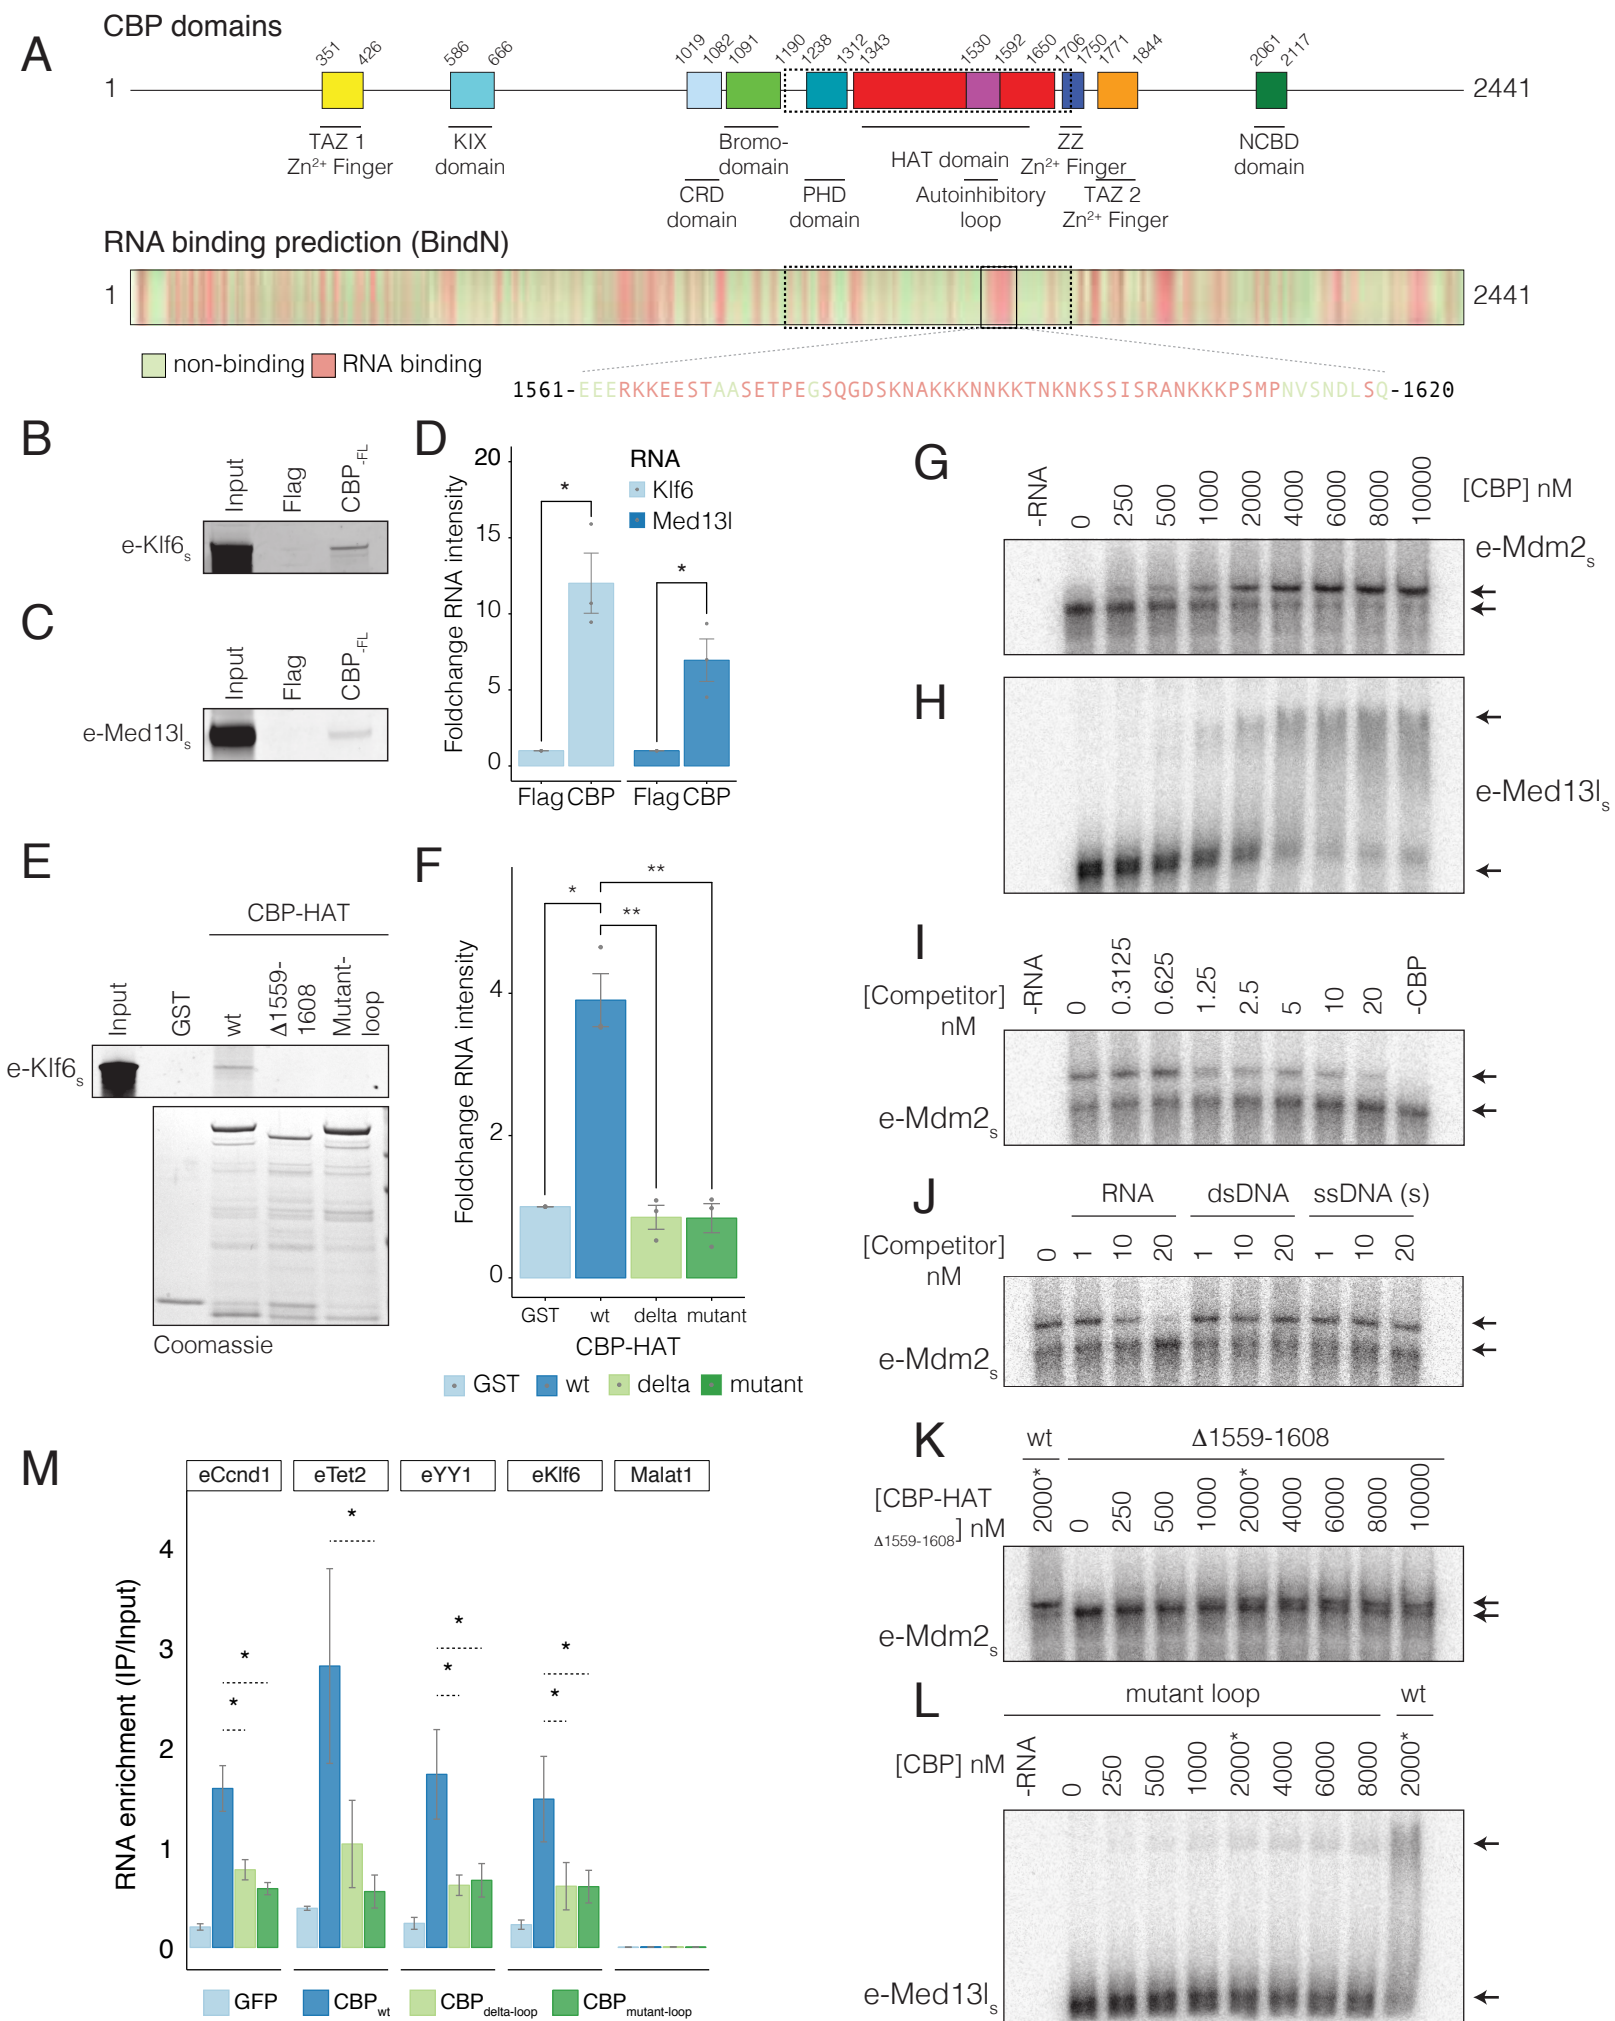 A
CBP domains
351 426 586 666 1019 1082 1091 1190 1238 1312 1343 1530 1592 1650 1706 1750 1771 1844 2061 2117
1 2441
TAZ 1 Zn2+ Finger
KIX domain
CRD domain
Bromo-domain
PHD domain
HAT domain
Autoinhibitory loop
ZZ Zn2+ Finger
TAZ 2 Zn2+ Finger
NCBD domain
RNA binding prediction (BindN)
1 2441
non-binding RNA binding
1561-EEERKKEESTAASETPEGSQGDSKNAKKKNNKKTNKNKSSISRANKKKPSMPNVSNDLSQ-1620
B
Input Flag CBP-FL
e-Klf6s
C
Input Flag CBP-FL
e-Med13ls
D
Foldchange RNA intensity
20
15
10
5
0
RNA
Klf6
Med13l
* *
Flag CBP Flag CBP
E
CBP-HAT
Input GST wt Δ1559-1608 Mutant-loop
e-Klf6s
Coomassie
F
Foldchange RNA intensity
4
2
0
* ** **
GST wt delta mutant
CBP-HAT
GST wt delta mutant
G
-RNA 0 250 500 1000 2000 4000 6000 8000 10000 [CBP] nM
e-Mdm2s
H
e-Med13ls
I
[Competitor] nM
-RNA 0 0.3125 0.625 1.25 2.5 5 10 20 -CBP
e-Mdm2s
J
RNA dsDNA ssDNA (s)
[Competitor] nM
0 1 10 20 1 10 20 1 10 20
e-Mdm2s
K
wt Δ1559-1608
[CBP-HAT Δ1559-1608] nM
2000* 0 250 500 1000 2000* 4000 6000 8000 10000
e-Mdm2s
L
mutant loop wt
[CBP] nM
-RNA 0 250 500 1000 2000* 4000 6000 8000 2000*
e-Med13ls
M
eCcnd1 eTet2 eYY1 eKlf6 Malat1
RNA enrichment (IP/Input)
4
3
2
1
0
* * * * * * *
GFP CBPwt CBPdelta-loop CBPmutant-loop